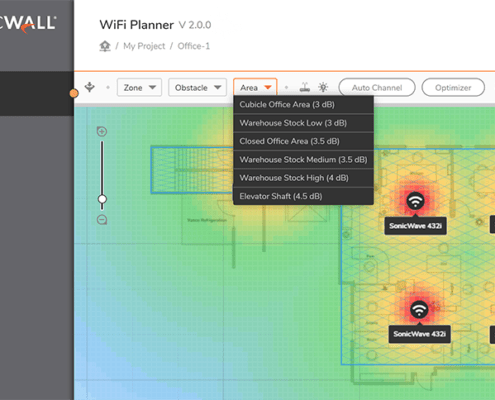 CWALL
WiFi Planner V 2.0.0
/ My Project / Office-1
Zone Obstacle Area Auto Channel Optimizer
Cubicle Office Area (3 dB)
Warehouse Stock Low (3 dB)
Closed Office Area (3.5 dB)
Warehouse Stock Medium (3.5 dB)
Warehouse Stock High (4 dB)
Elevator Shaft (4.5 dB)
SonicWave 432i
SonicWave 432i